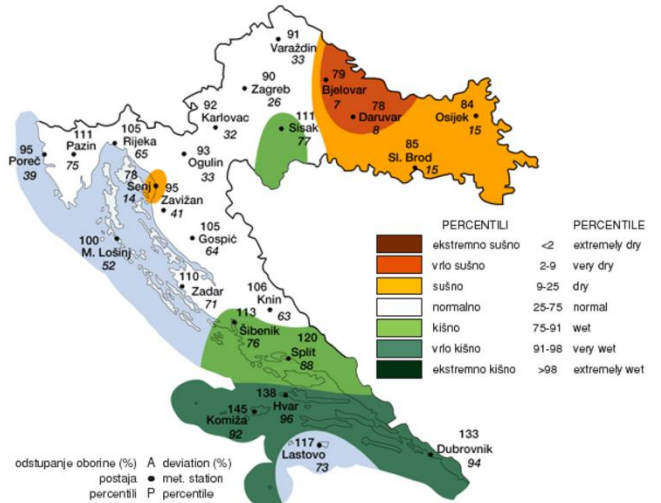 91
Varaždin
33
90
Zagreb
26
79
Bjelovar
7
78
Daruvar
8
84
Osijek
15
92
Karlovac
32
111
Sisak
77
85
Sl. Brod
15
95
Poreč
39
111
Pazin
75
105
Rijeka
65
93
Ogulin
33
78
Senj
14
95
Zavižan
41
105
Gospić
64
100
M. Lošinj
52
110
Zadar
71
106
Knin
63
113
Šibenik
76
120
Split
88
138
Hvar
96
145
Komiža
92
117
Lastovo
73
133
Dubrovnik
94
PERCENTILI PERCENTILE
ekstremno sušno <2 extremely dry
vrlo sušno 2-9 very dry
sušno 9-25 dry
normalno 25-75 normal
kišno 75-91 wet
vrlo kišno 91-98 very wet
ekstremno kišno >98 extremely wet
odstupanje oborine (%) A deviation (%)
postaja met. station
percentili P percentile